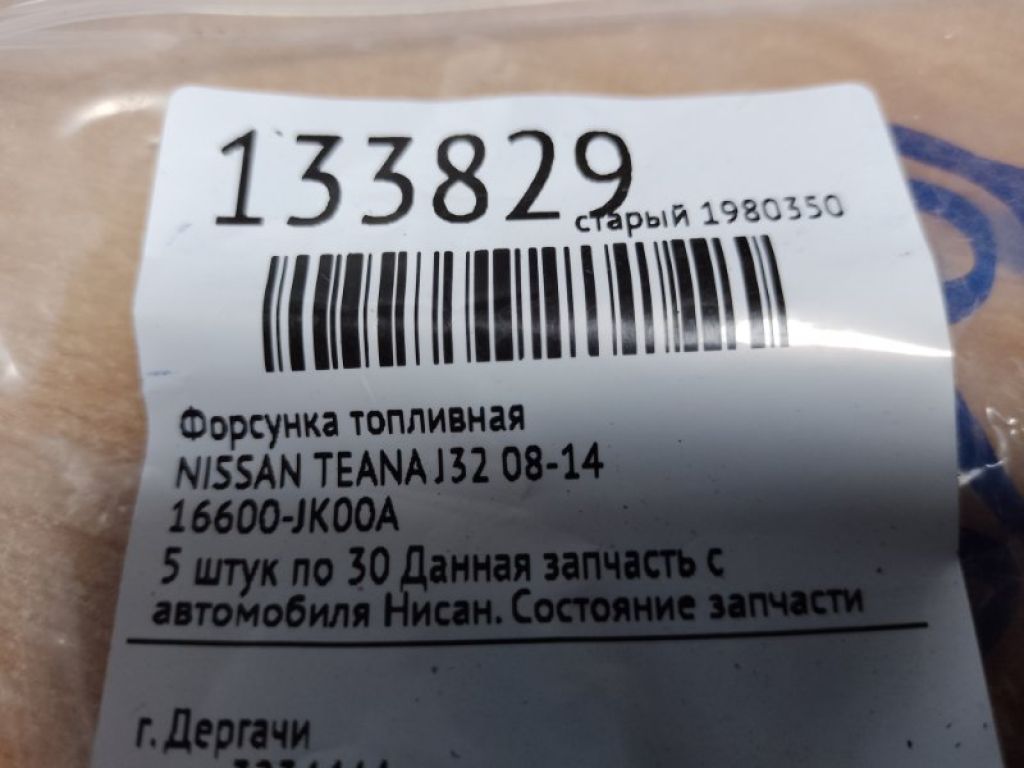 133829
старый 1980350
Форсунка топливная
NISSAN TEANA J32 08-14
16600-JK00A
5 штук по 30 Данная запчасть с
автомобиля Нисан. Состояние запчасти
г. Дергачи